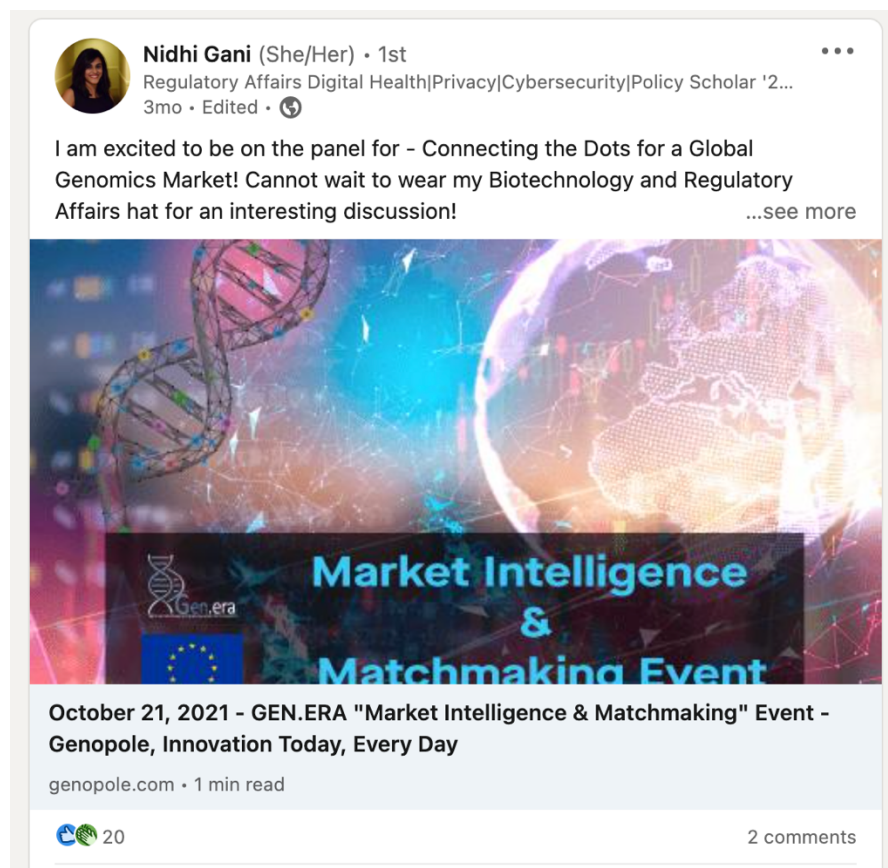 Nidhi Gani (She/Her) • 1st
Regulatory Affairs Digital Health|Privacy|Cybersecurity|Policy Scholar '2...
3mo • Edited •
I am excited to be on the panel for - Connecting the Dots for a Global
Genomics Market! Cannot wait to wear my Biotechnology and Regulatory
Affairs hat for an interesting discussion!
...see more
Gen.era
Market Intelligence
&
Matchmaking Event
October 21, 2021 - GEN.ERA "Market Intelligence & Matchmaking" Event -
Genopole, Innovation Today, Every Day
genopole.com • 1 min read
20
2 comments